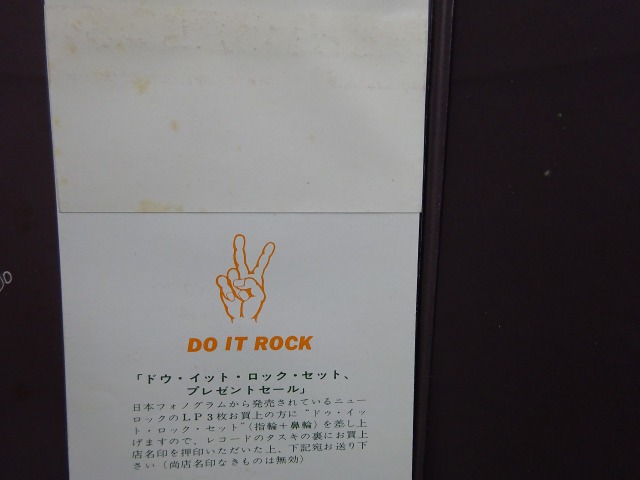 DO IT ROCK
「ドウ・イット・ロック・セット、
プレゼントセール」
日本フォノグラムから発売されているニュー
ロックのLP3枚お買上の方に“ドゥ・イッ
ト・ロック・セット”(指輪+鼻輪)を差し上
げますので、レコードのタスキの裏にお買上
店名印を押印いただいた上、下記宛お送り下
さい(尚店名印なきものは無効)